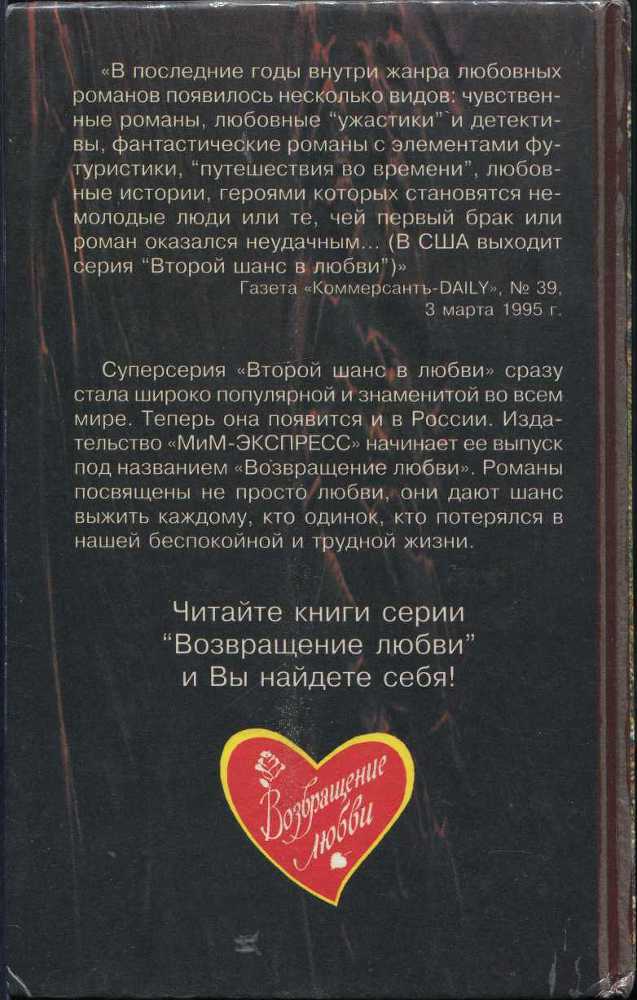 «В последние годы внутри жанра любовных
романов появилось несколько видов: чувствен-
ные романы, любовные “ужастики” и детекти-
вы, фантастические романы с элементами фу-
туристики, “путешествия во времени”, любов-
ные истории, героями которых становятся не-
молодые люди или те, чей первый брак или
роман оказался неудачным... (В США выходит
серия “Второй шанс в любви”)»
Газета «Коммерсантъ-DAILY», № 39,
3 марта 1995 г.
Суперсерия «Второй шанс в любви» сразу
стала широко популярной и знаменитой во всем
мире. Теперь она появится и в России. Изда-
тельство «МиМ-ЭКСПРЕСС» начинает ее выпуск
под названием «Возвращение любви». Романы
посвящены не просто любви, они дают шанс
выжить каждому, кто одинок, кто потерялся в
нашей беспокойной и трудной жизни.
Читайте книги серии
“Возвращение любви”
и Вы найдете себя!
Возвращение
любви